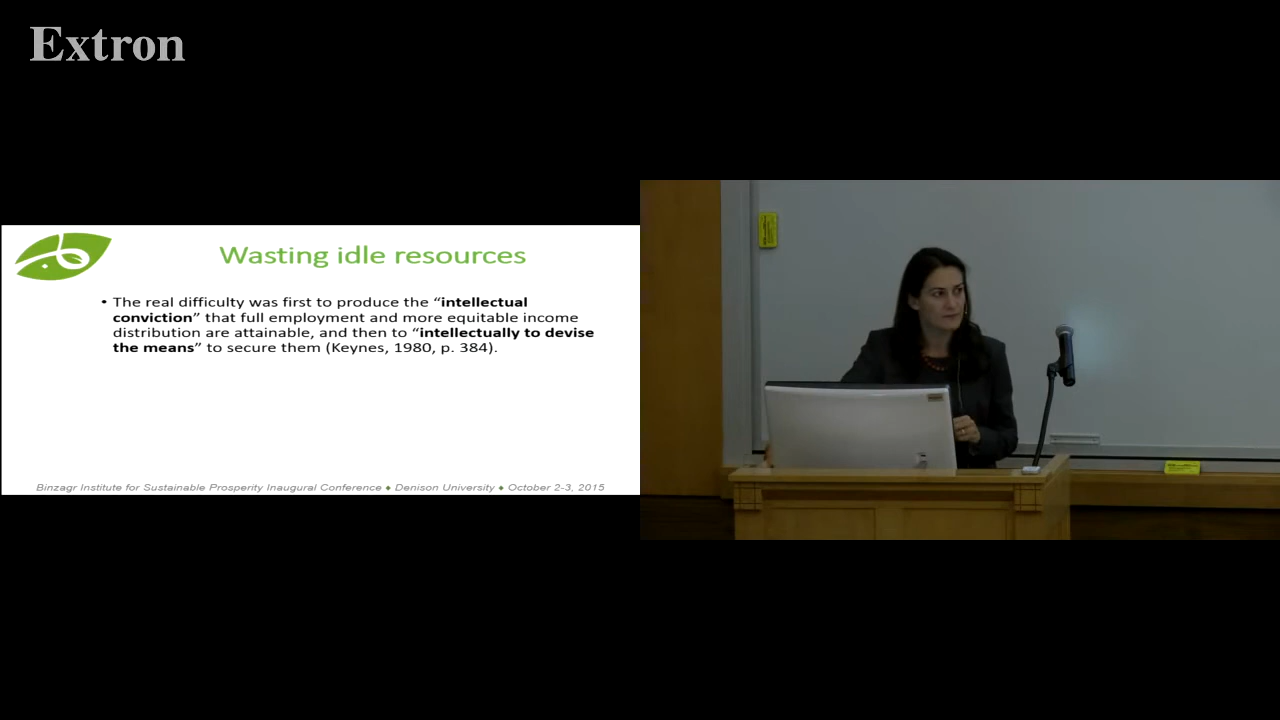 Extron
Wasting idle resources
• The real difficulty was first to produce the “intellectual
conviction” that full employment and more equitable income
distribution are attainable, and then to “intellectually to devise
the means” to secure them (Keynes, 1980, p. 384).
Binzagr Institute for Sustainable Prosperity Inaugural Conference ♦ Denison University ♦ October 2-3, 2015